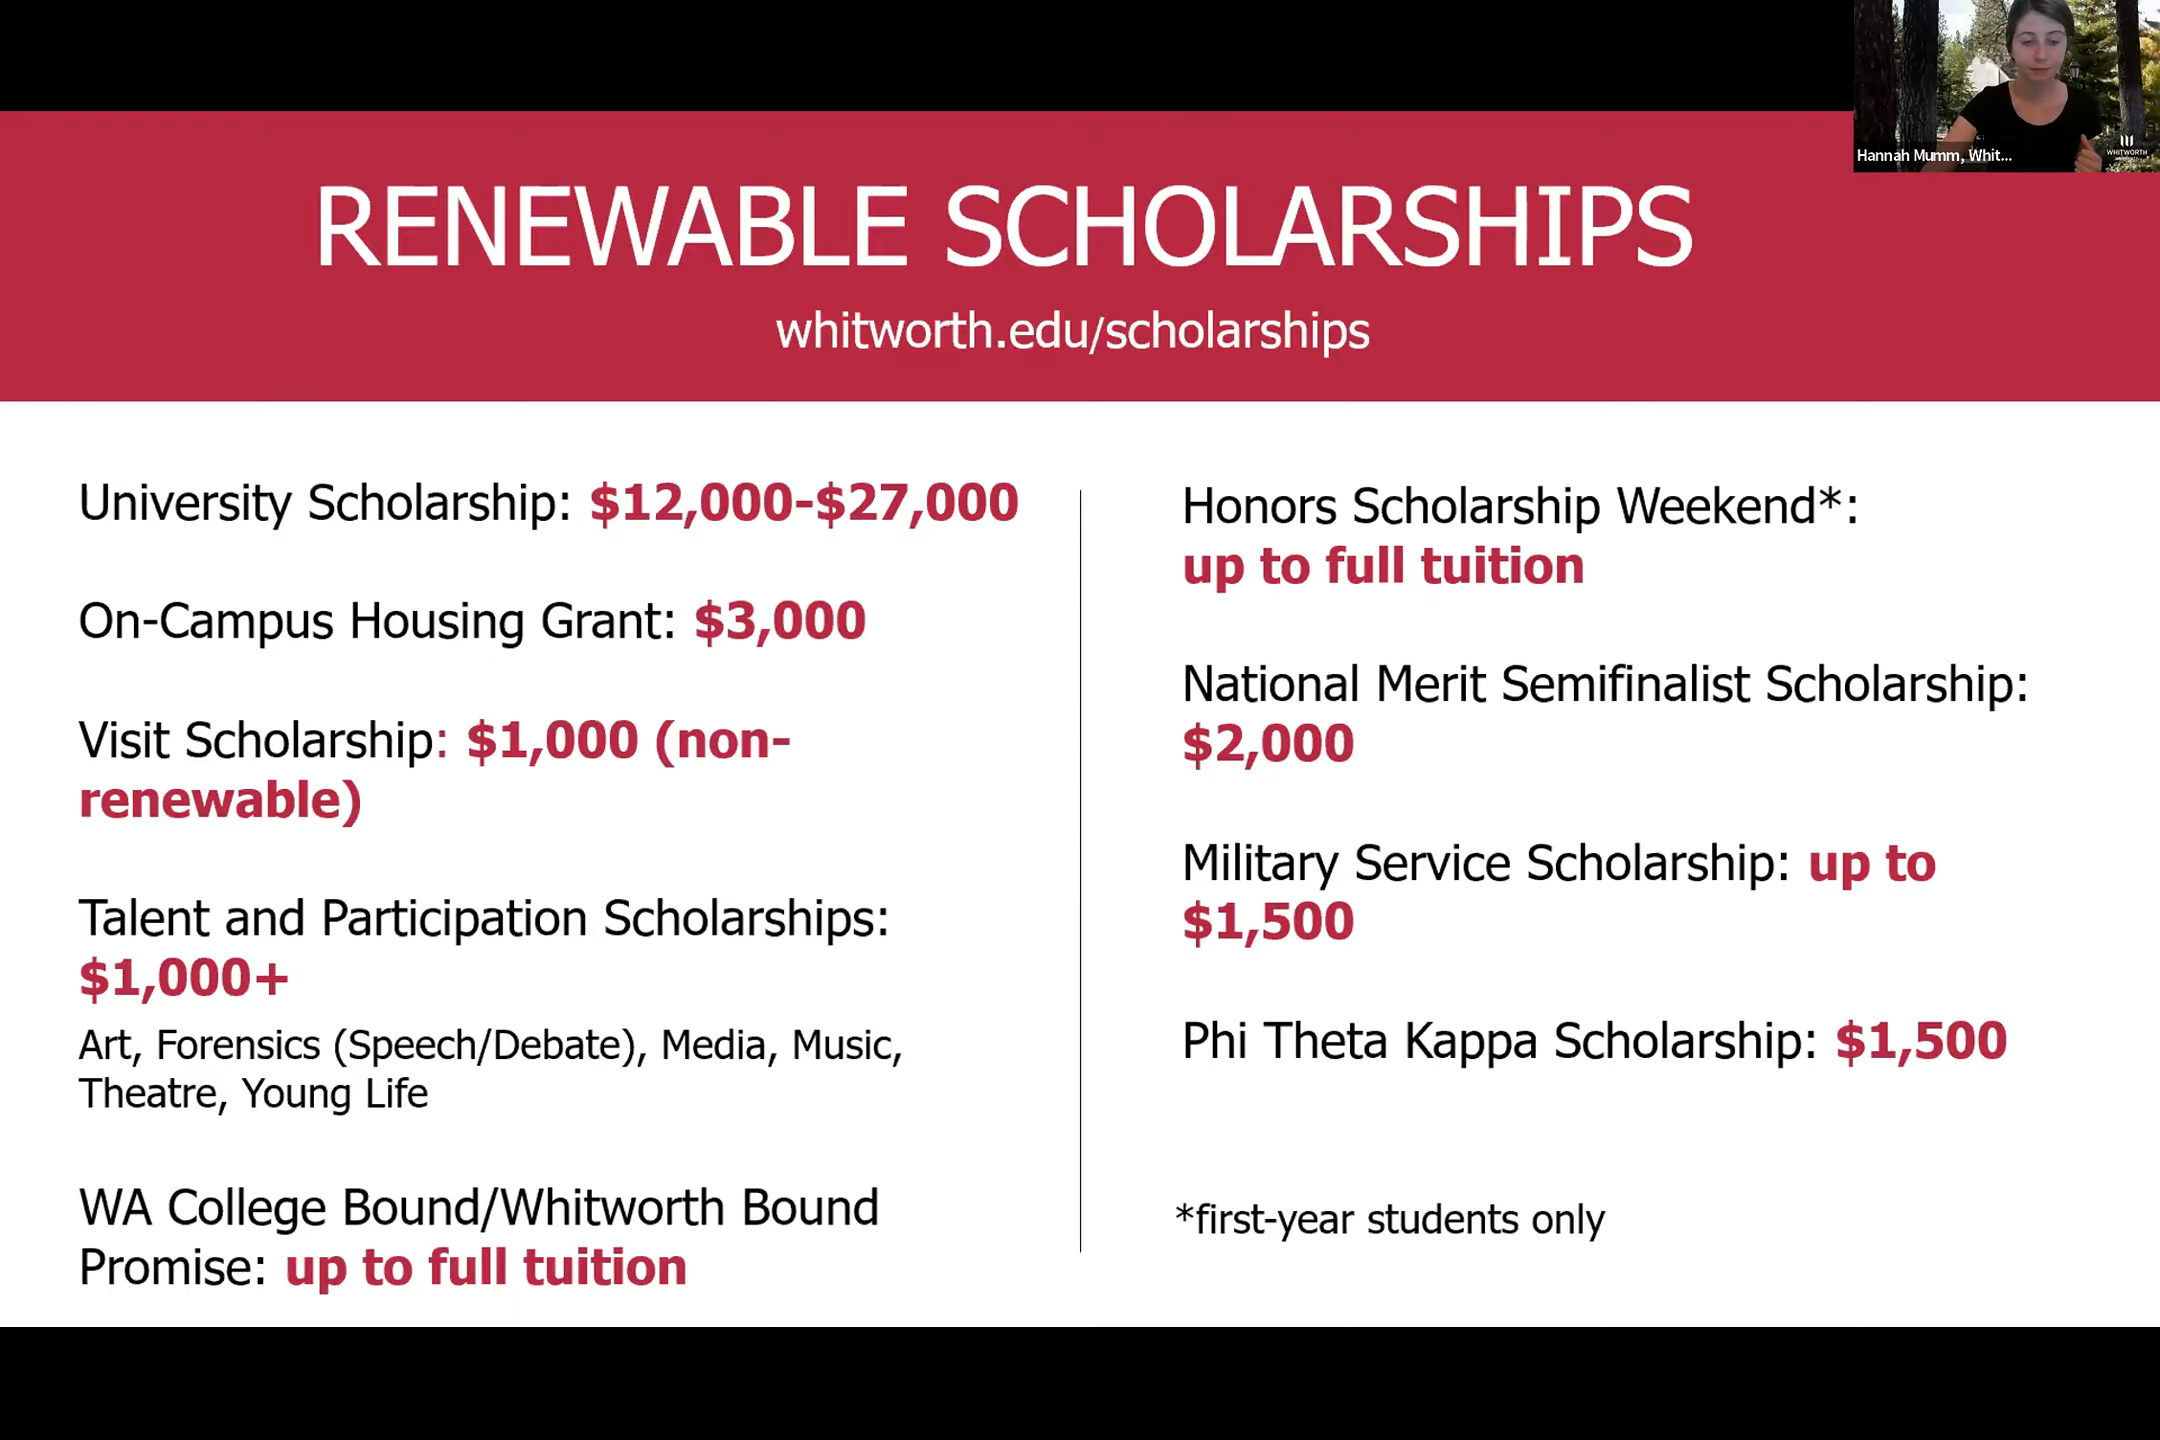 RENEWABLE SCHOLARSHIPS
whitworth.edu/scholarships
Hannah Mumm, Whit...
WHITWORTH
University Scholarship: $12,000-$27,000
On-Campus Housing Grant: $3,000
Visit Scholarship: $1,000 (non-
renewable)
Talent and Participation Scholarships:
$1,000+
Art, Forensics (Speech/Debate), Media, Music,
Theatre, Young Life
WA College Bound/Whitworth Bound
Promise: up to full tuition
Honors Scholarship Weekend*:
up to full tuition
National Merit Semifinalist Scholarship:
$2,000
Military Service Scholarship: up to
$1,500
Phi Theta Kappa Scholarship: $1,500
*first-year students only